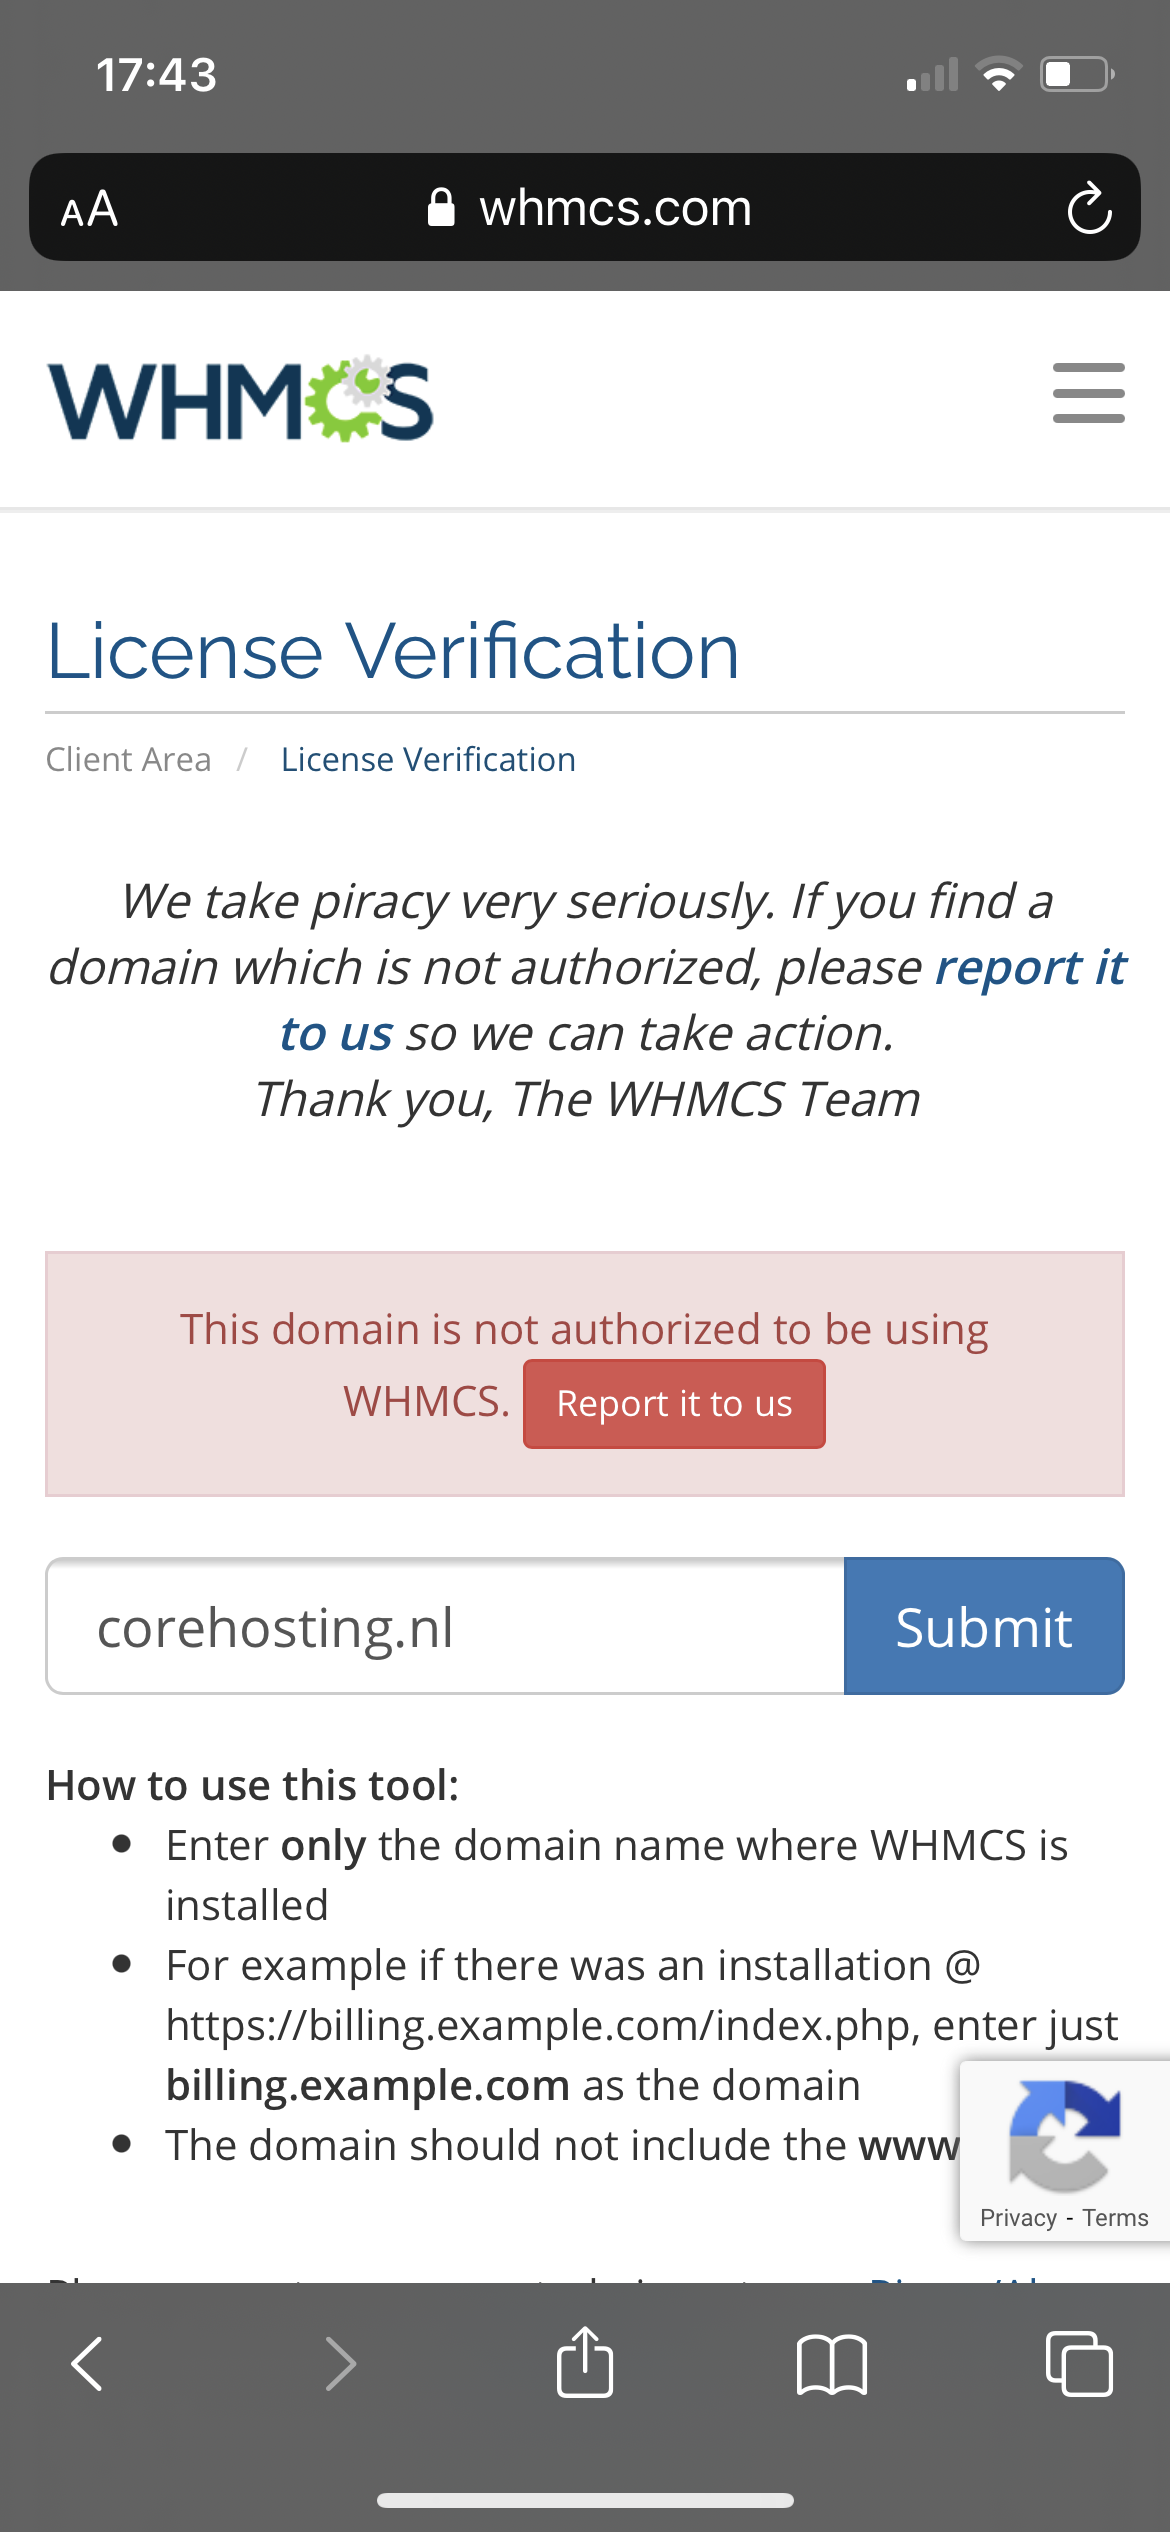 17:43
AA whmcs.com
WHMCS
License Verification
Client Area / License Verification
We take piracy very seriously. If you find a
domain which is not authorized, please report it
to us so we can take action.
Thank you, The WHMCS Team
This domain is not authorized to be using
WHMCS. Report it to us
corehosting.nl Submit
How to use this tool:
• Enter only the domain name where WHMCS is
installed
• For example if there was an installation @
https://billing.example.com/index.php, enter just
billing.example.com as the domain
• The domain should not include the www
Privacy - Terms